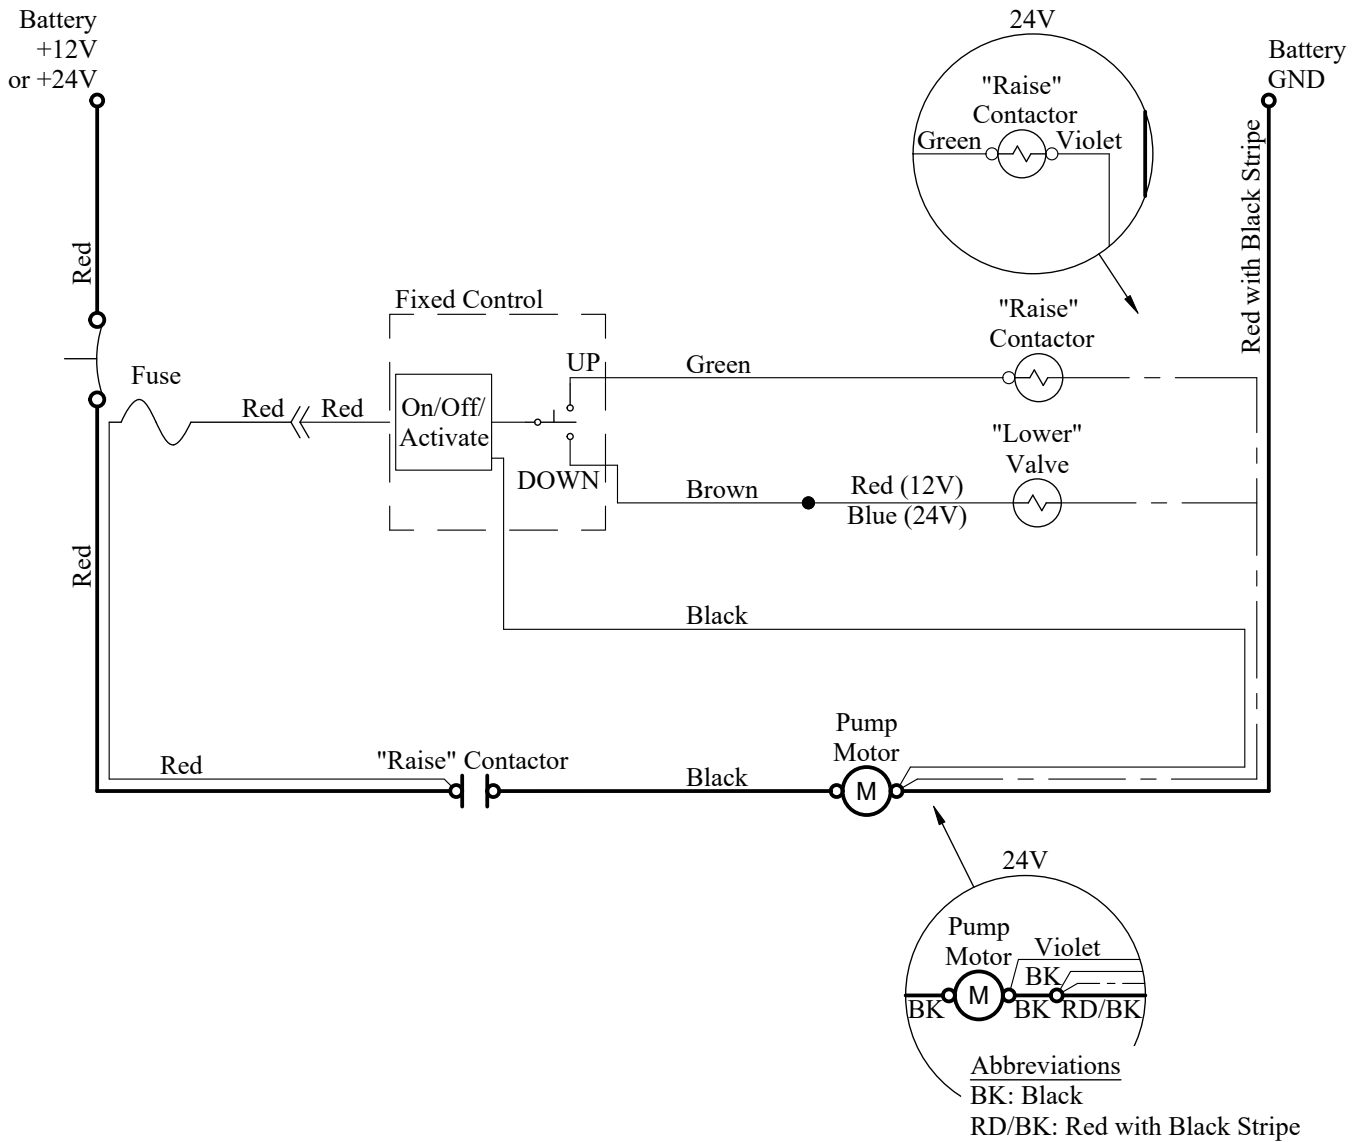 Battery
+12V
or +24V
24V
Battery
GND
"Raise"
Contactor
Green
Violet
Red with Black Stripe
Red
Fixed Control
"Raise"
Contactor
UP
Green
Fuse
Red
Red
On/Off/
Activate
"Lower"
Valve
DOWN
Brown
Red (12V)
Blue (24V)
Red
Black
Pump
Motor
Red
"Raise" Contactor
Black
M
24V
Pump
Motor
Violet
BK
M
BK
BK
RD/BK
Abbreviations
BK: Black
RD/BK: Red with Black Stripe